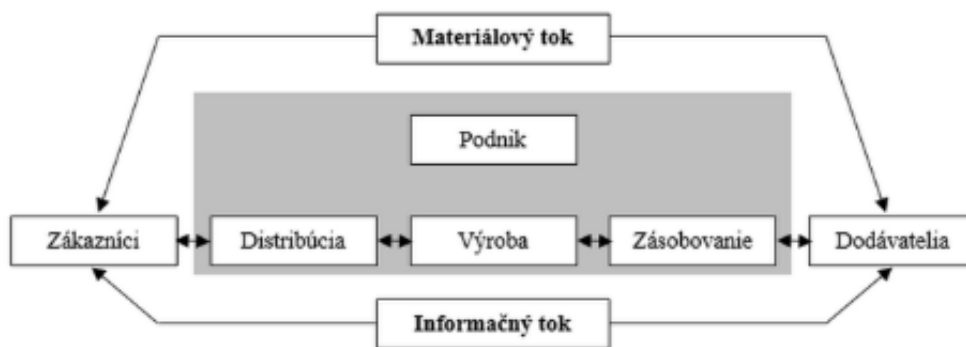 Materiálový tok
Podnik
Zákazníci
Distribúcia
Výroba
Zásobovanie
Dodávatelia
Informačný tok